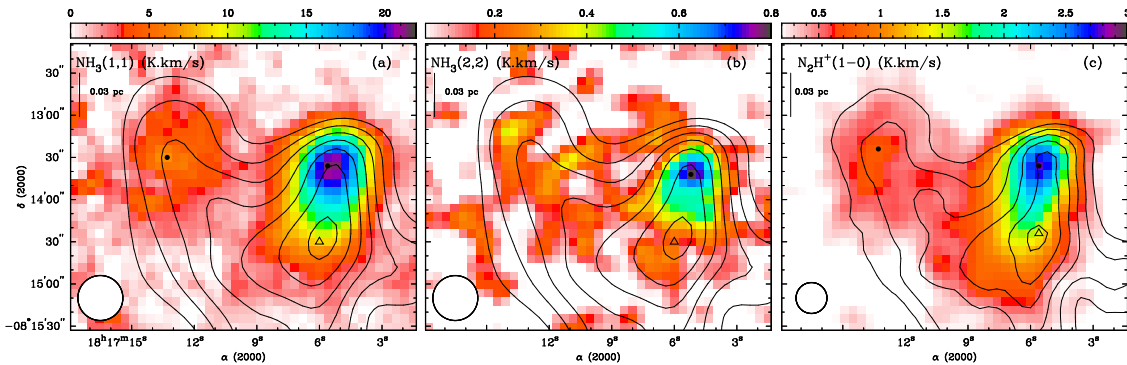 0 5 10 15 20
0.2 0.4 0.6 0.8
0.5 1 1.5 2 2.5 3
NH₃(1,1) (K.km/s) (a)
NH₃(2,2) (K.km/s) (b)
N₂H⁺(1-0) (K.km/s) (c)
0.03 pc
0.03 pc
0.03 pc
30″
13′00″
30″
14′00″
30″
15′00″
-08°15′30″
δ (2000)
18ʰ17ᵐ15ˢ 12ˢ 9ˢ 6ˢ 3ˢ
12ˢ 9ˢ 6ˢ 3ˢ
12ˢ 9ˢ 6ˢ 3ˢ
α (2000)
α (2000)
α (2000)